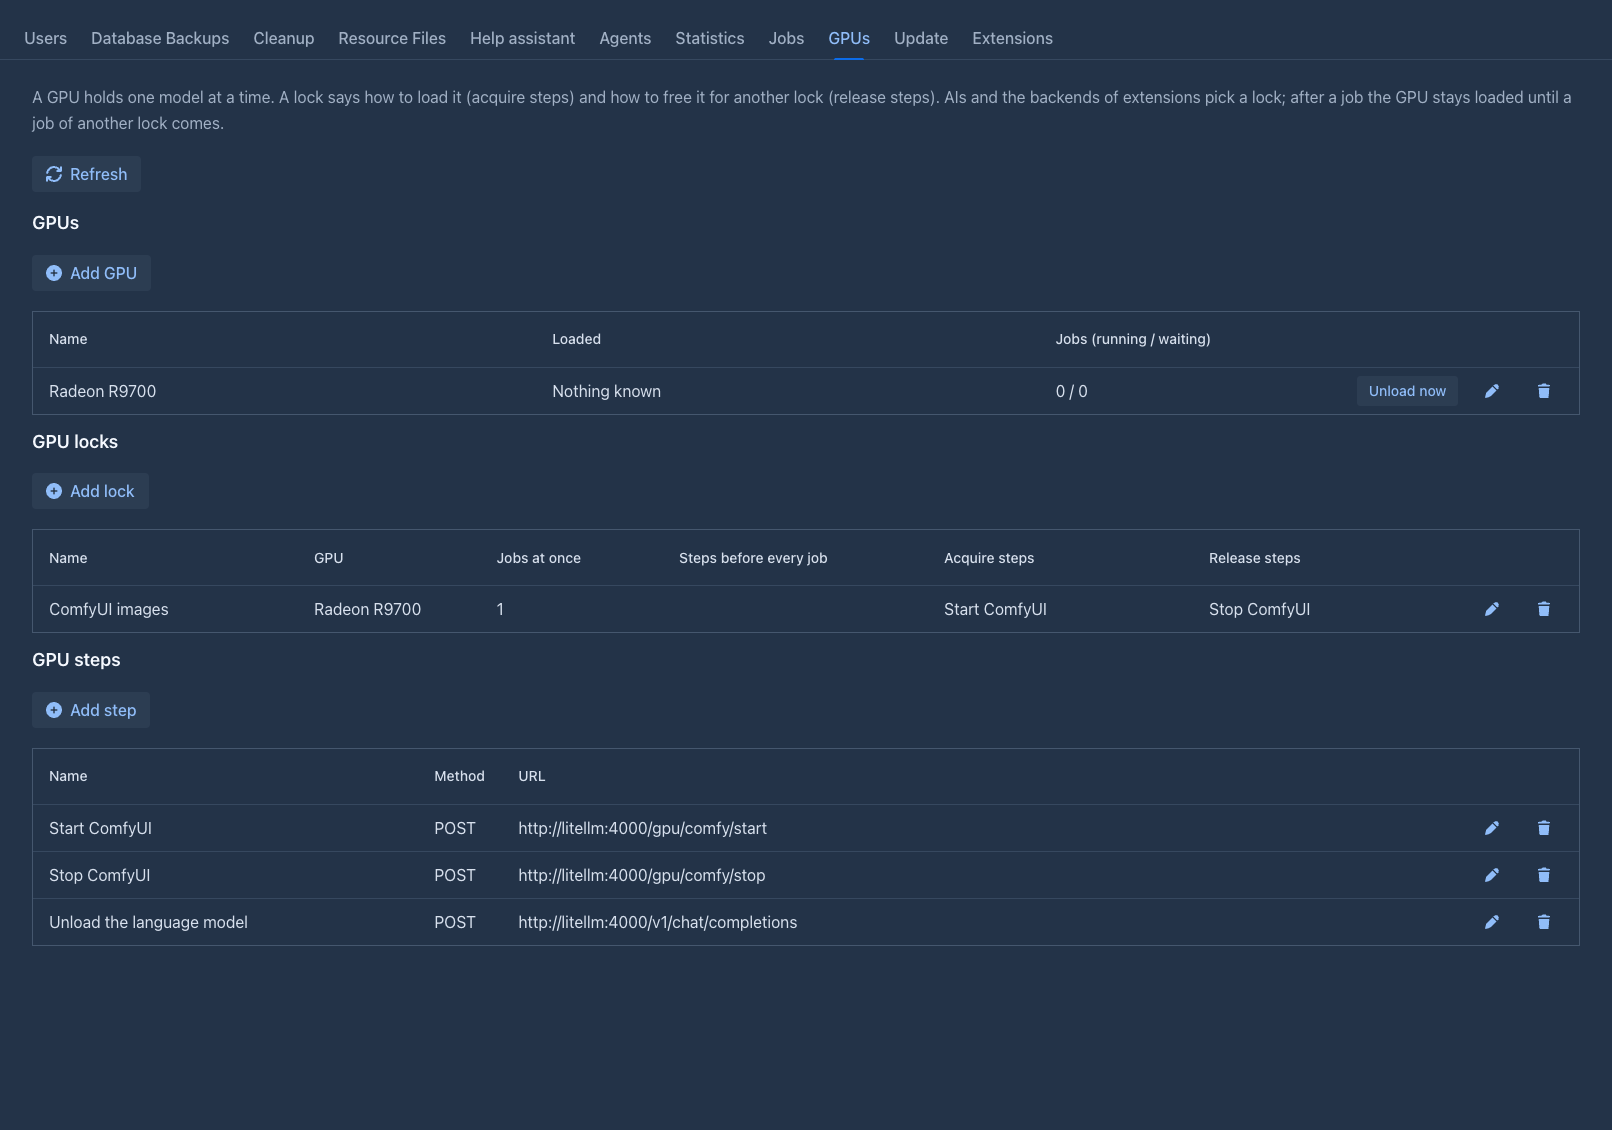 Users Database Backups Cleanup Resource Files Help assistant Agents Statistics Jobs GPUs Update Extensions
A GPU holds one model at a time. A lock says how to load it (acquire steps) and how to free it for another lock (release steps). AIs and the backends of extensions pick a lock; after a job the GPU stays loaded until a
job of another lock comes.
Refresh
GPUs
Add GPU
Name Loaded Jobs (running / waiting)
Radeon R9700 Nothing known 0 / 0 Unload now
GPU locks
Add lock
Name GPU Jobs at once Steps before every job Acquire steps Release steps
ComfyUI images Radeon R9700 1 Start ComfyUI Stop ComfyUI
GPU steps
Add step
Name Method URL
Start ComfyUI POST http://litellm:4000/gpu/comfy/start
Stop ComfyUI POST http://litellm:4000/gpu/comfy/stop
Unload the language model POST http://litellm:4000/v1/chat/completions